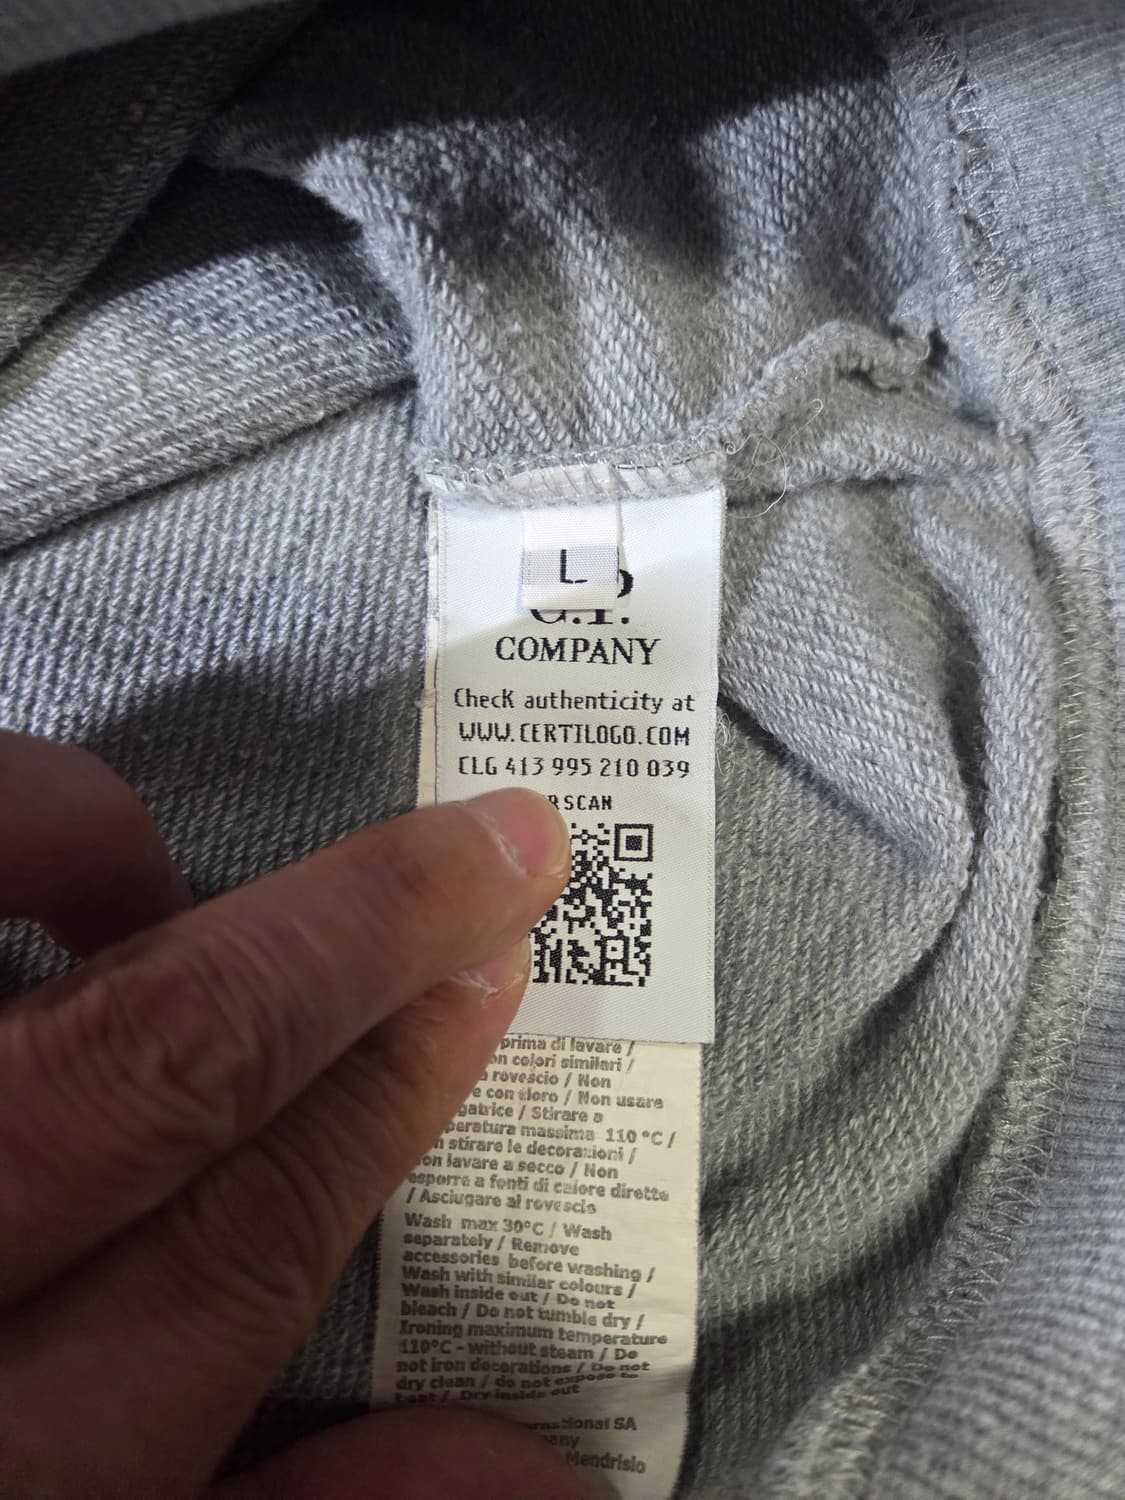 L
C.P.
COMPANY
Check authenticity at
WWW.CERTILOGO.COM
CLG 413 995 210 039
SCAN
prima di lavare /
colori similari /
rovescio / Non
con cloro / Non usare
/ Stirare a
massima 110 °C /
stirare le decorazioni /
lavare a secco / Non
esporre a fonti di calore dirette
/ Asciugare al rovescio
Wash max 30°C / Wash
separately / Remove
accessories before washing /
Wash with similar colours /
Wash inside out / Do not
bleach / Do not tumble dry /
Ironing maximum temperature
110°C - without steam / Do
not iron decorations / Do not
dry clean / do not expose to
heat / Dry inside out
SA
Mendrisio